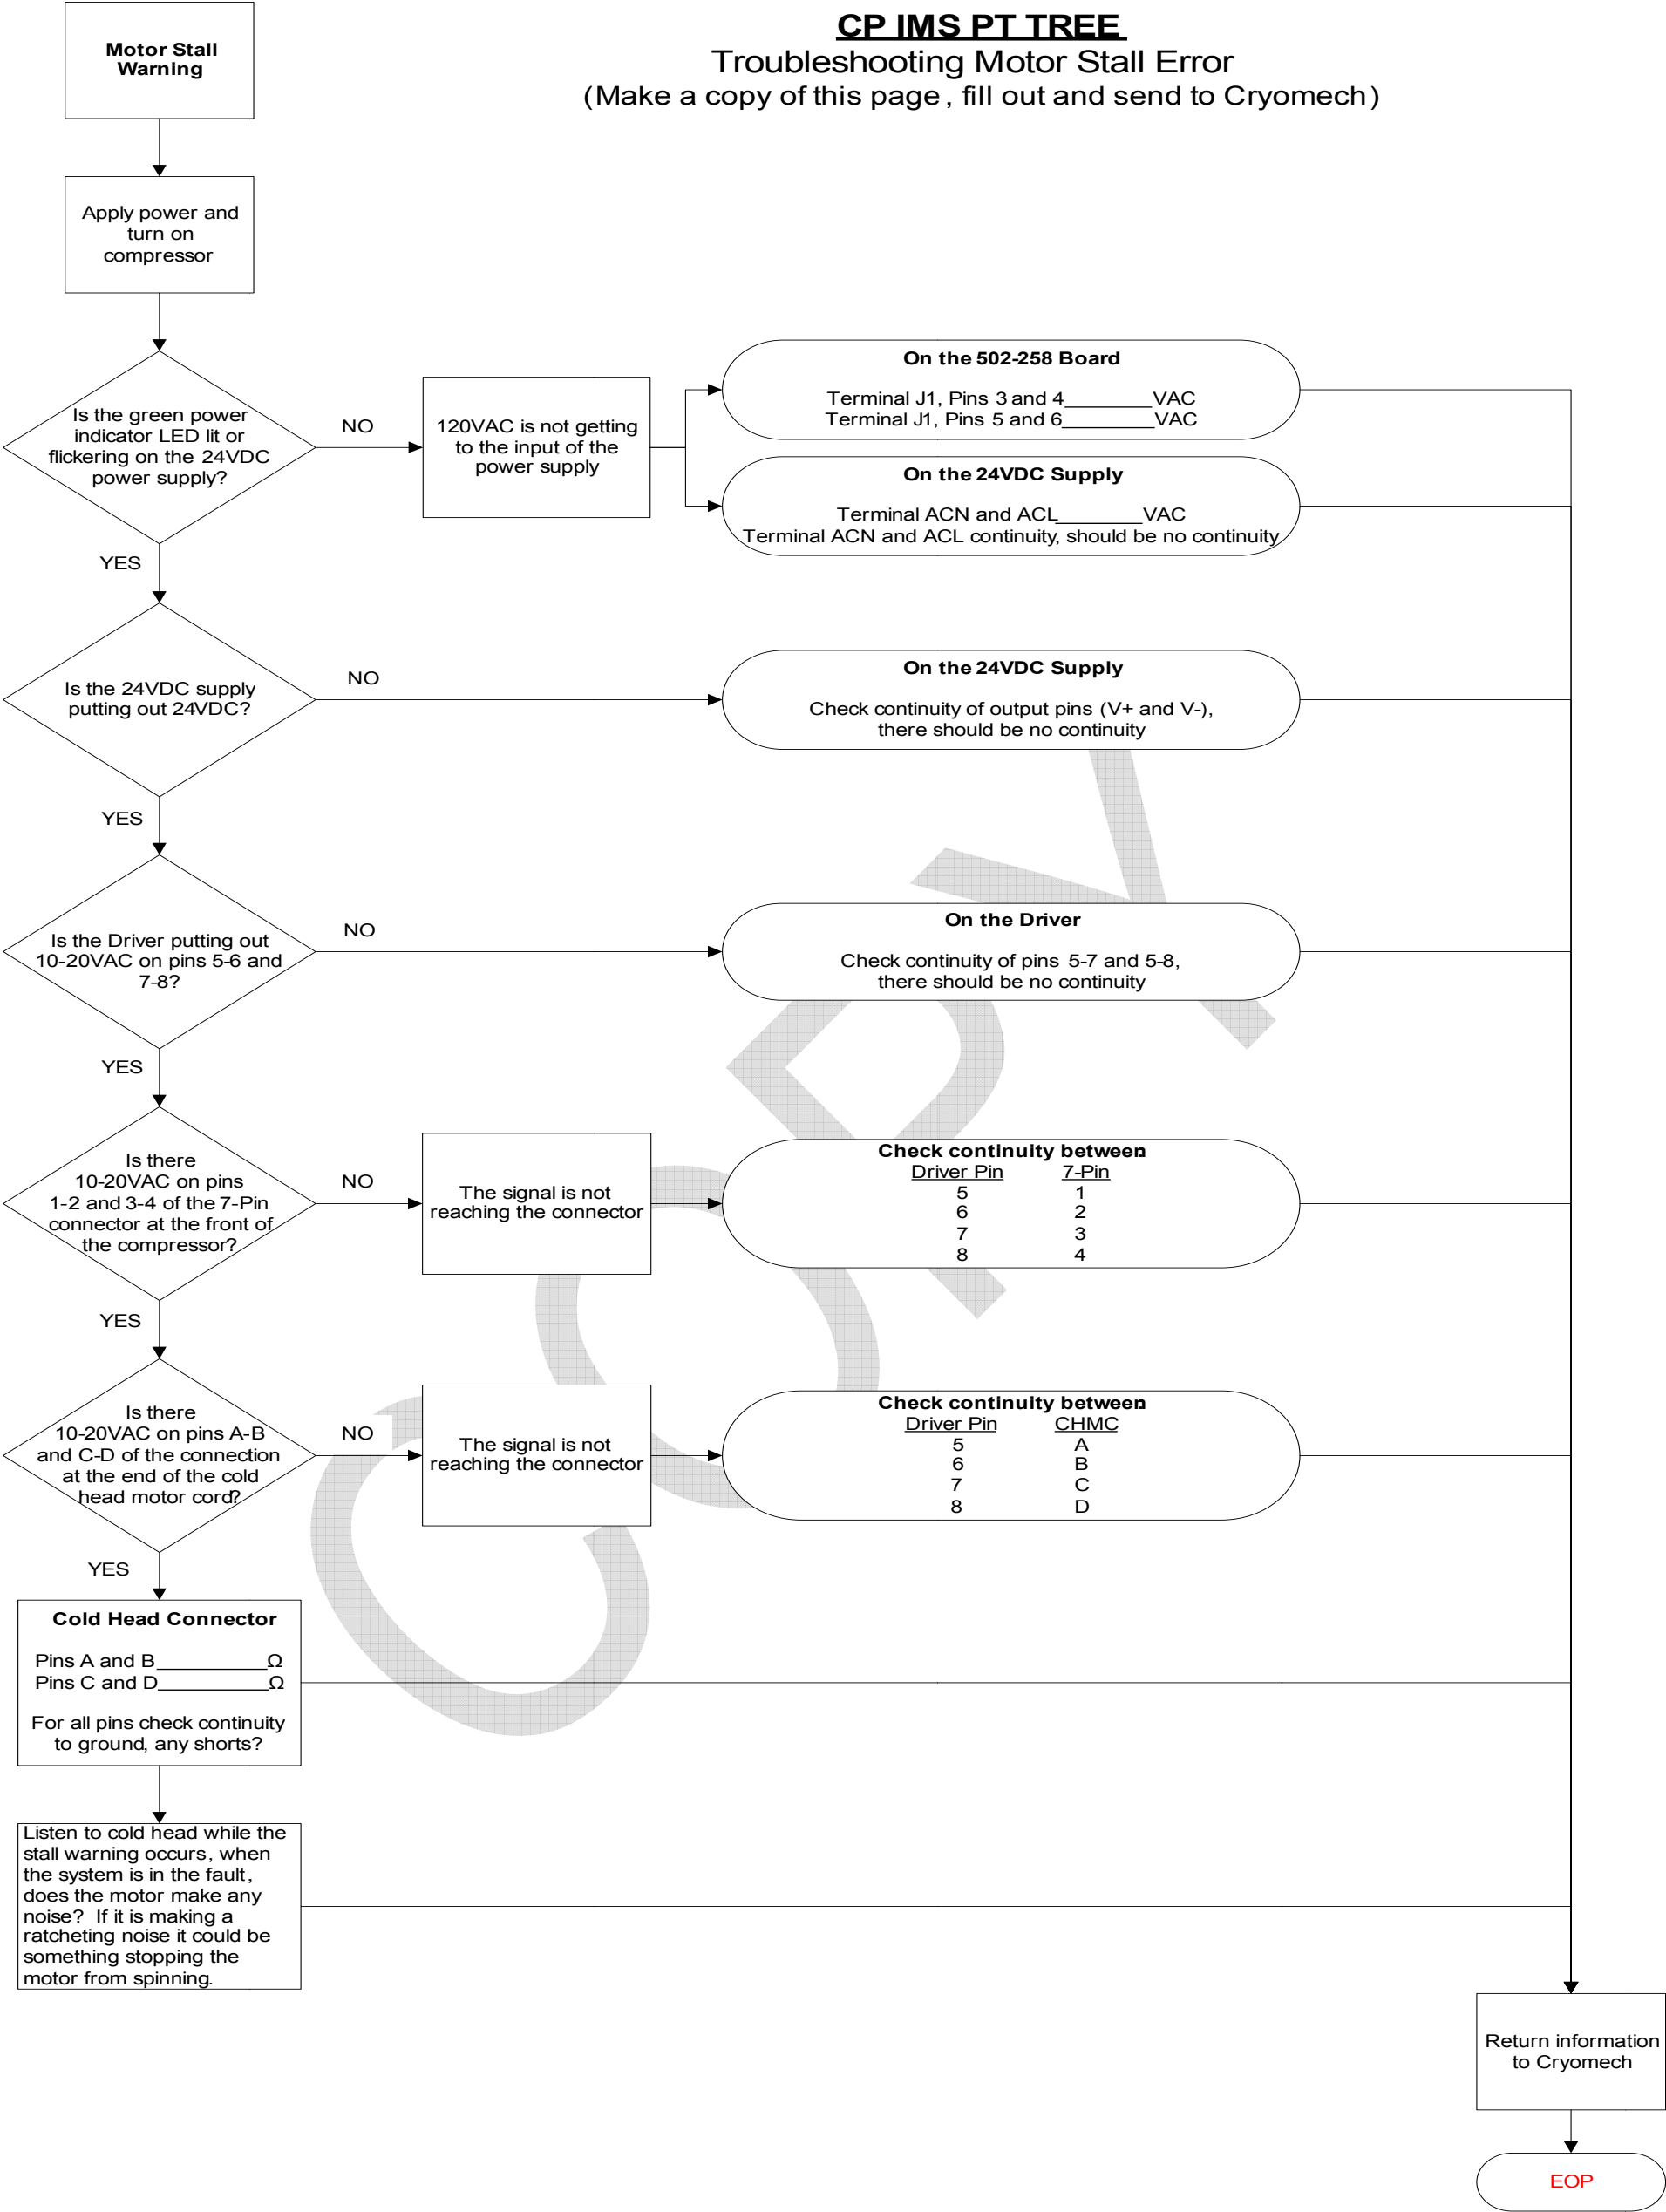 CP IMS PT TREE
Troubleshooting Motor Stall Error
(Make a copy of this page, fill out and send to Cryomech)
Motor Stall
Warning
Apply power and
turn on
compressor
Is the green power
indicator LED lit or
flickering on the 24VDC
power supply?
NO
120VAC is not getting
to the input of the
power supply
On the 502-258 Board
Terminal J1, Pins 3 and 4________VAC
Terminal J1, Pins 5 and 6________VAC
On the 24VDC Supply
Terminal ACN and ACL________VAC
Terminal ACN and ACL continuity, should be no continuity
YES
Is the 24VDC supply
putting out 24VDC?
NO
On the 24VDC Supply
Check continuity of output pins (V+ and V-),
there should be no continuity
YES
Is the Driver putting out
10-20VAC on pins 5-6 and
7-8?
NO
On the Driver
Check continuity of pins 5-7 and 5-8,
there should be no continuity
YES
Is there
10-20VAC on pins
1-2 and 3-4 of the 7-Pin
connector at the front of
the compressor?
NO
The signal is not
reaching the connector
Check continuity between:
Driver Pin 7-Pin
5 1
6 2
7 3
8 4
YES
Is there
10-20VAC on pins A-B
and C-D of the connection
at the end of the cold
head motor cord?
NO
The signal is not
reaching the connector
Check continuity between:
Driver Pin CHMC
5 A
6 B
7 C
8 D
YES
Cold Head Connector
Pins A and B__________Ω
Pins C and D__________Ω
For all pins check continuity
to ground, any shorts?
Listen to cold head while the
stall warning occurs, when
the system is in the fault,
does the motor make any
noise? If it is making a
ratcheting noise it could be
something stopping the
motor from spinning.
Return information
to Cryomech
EOP
COPY